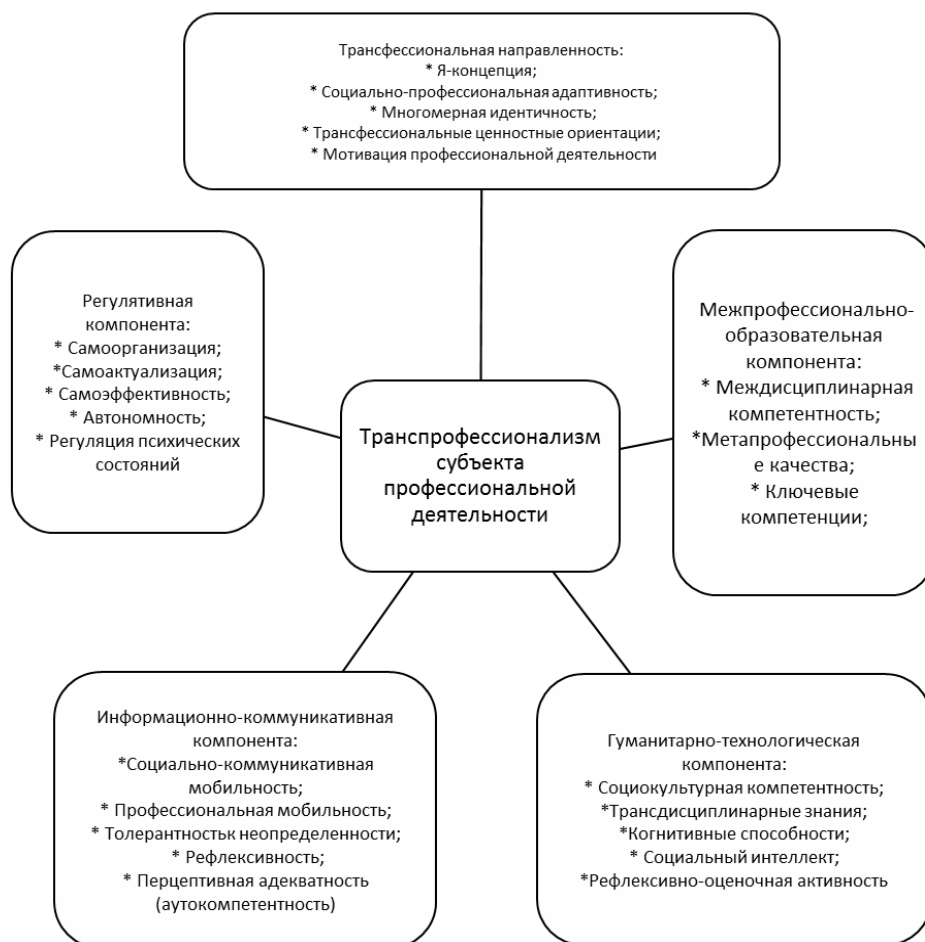 Трансфессиональная направленность:
* Я-концепция;
* Социально-профессиональная адаптивность;
* Многомерная идентичность;
* Трансфессиональные ценностные ориентации;
* Мотивация профессиональной деятельности
Регулятивная
компонента:
* Самоорганизация;
*Самоактуализация;
* Самоэффективность;
* Автономность;
* Регуляция психических
состояний
Межпрофессионально-
образовательная
компонента:
* Междисциплинарная
компетентность;
*Метапрофессиональны
е качества;
* Ключевые
компетенции;
Транспрофессионализм
субъекта
профессиональной
деятельности
Информационно-коммуникативная
компонента:
*Социально-коммуникативная
мобильность;
* Профессиональная мобильность;
* Толерантностьк неопределенности;
* Рефлексивность;
* Перцептивная адекватность
(аутокомпетентность)
Гуманитарно-технологическая
компонента:
* Социокультурная компетентность;
*Трансдисциплинарные знания;
*Когнитивные способности;
* Социальный интеллект;
*Рефлексивно-оценочная активность